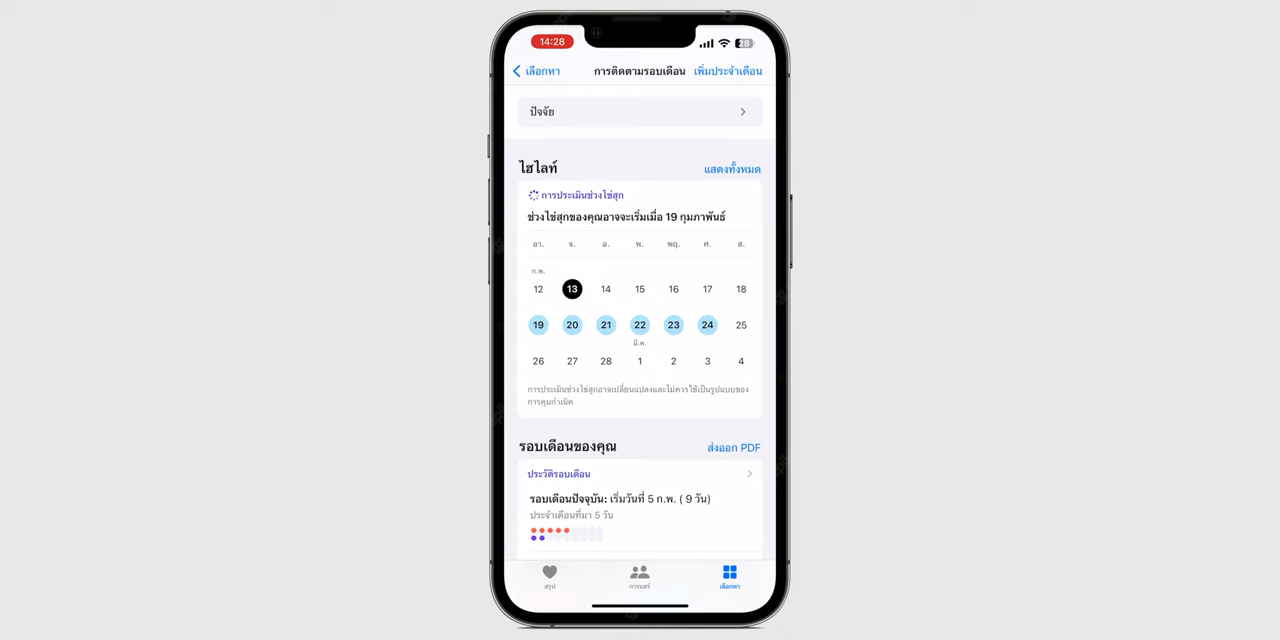 14:28
28
เลือกหา การติดตามรอบเดือน เพิ่มประจำเดือน
ปัจจัย
ไฮไลท์ แสดงทั้งหมด
การประเมินช่วงไข่สุก
ช่วงไข่สุกของคุณอาจจะเริ่มเมื่อ 19 กุมภาพันธ์
อา. จ. อ. พ. พฤ. ศ. ส.
ก.พ.
12 13 14 15 16 17 18
19 20 21 22 23 24 25
มี.ค.
26 27 28 1 2 3 4
การประเมินช่วงไข่สุกอาจเปลี่ยนแปลงและไม่ควรใช้เป็นรูปแบบของ
การคุมกำเนิด
รอบเดือนของคุณ ส่งออก PDF
ประวัติรอบเดือน
รอบเดือนปัจจุบัน: เริ่มวันที่ 5 ก.พ. ( 9 วัน)
ประจำเดือนที่มา 5 วัน
สรุป การแชร์ เลือกหา